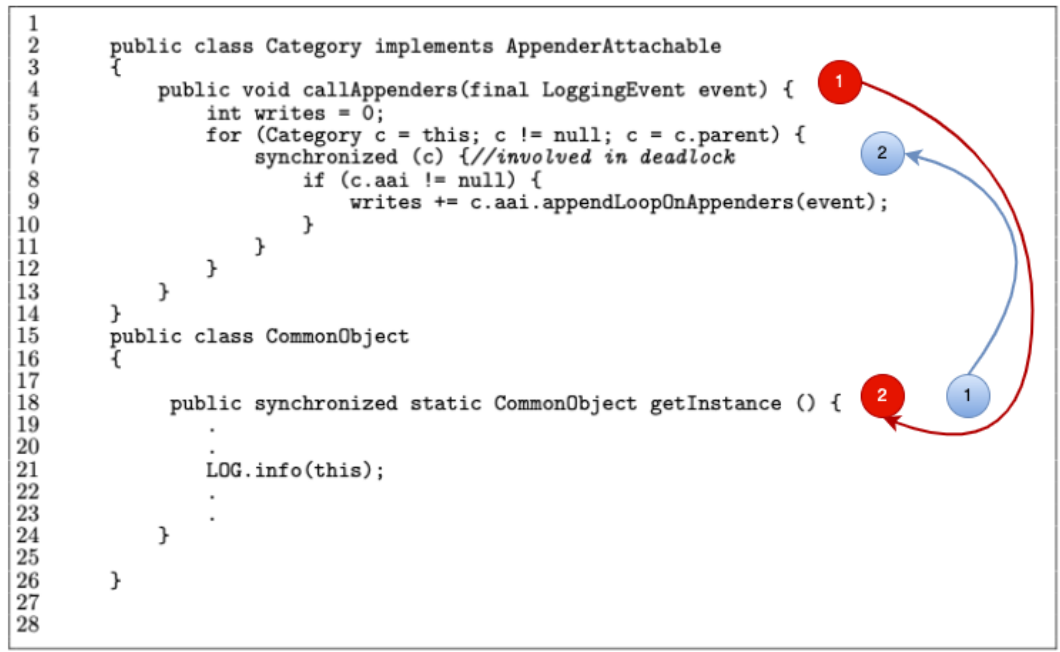 1
2 public class Category implements AppenderAttachable
3 {
4 public void callAppenders(final LoggingEvent event) { 1
5 int writes = 0;
6 for (Category c = this; c != null; c = c.parent) {
7 synchronized (c) {//involved in deadlock 2
8 if (c.aai != null) {
9 writes += c.aai.appendLoopOnAppenders(event);
10 }
11 }
12 }
13 }
14 }
15 public class CommonObject
16 {
17
18 public synchronized static CommonObject getInstance () { 2 1
19 .
20 .
21 LOG.info(this);
22 .
23 .
24 }
25
26 }
27
28